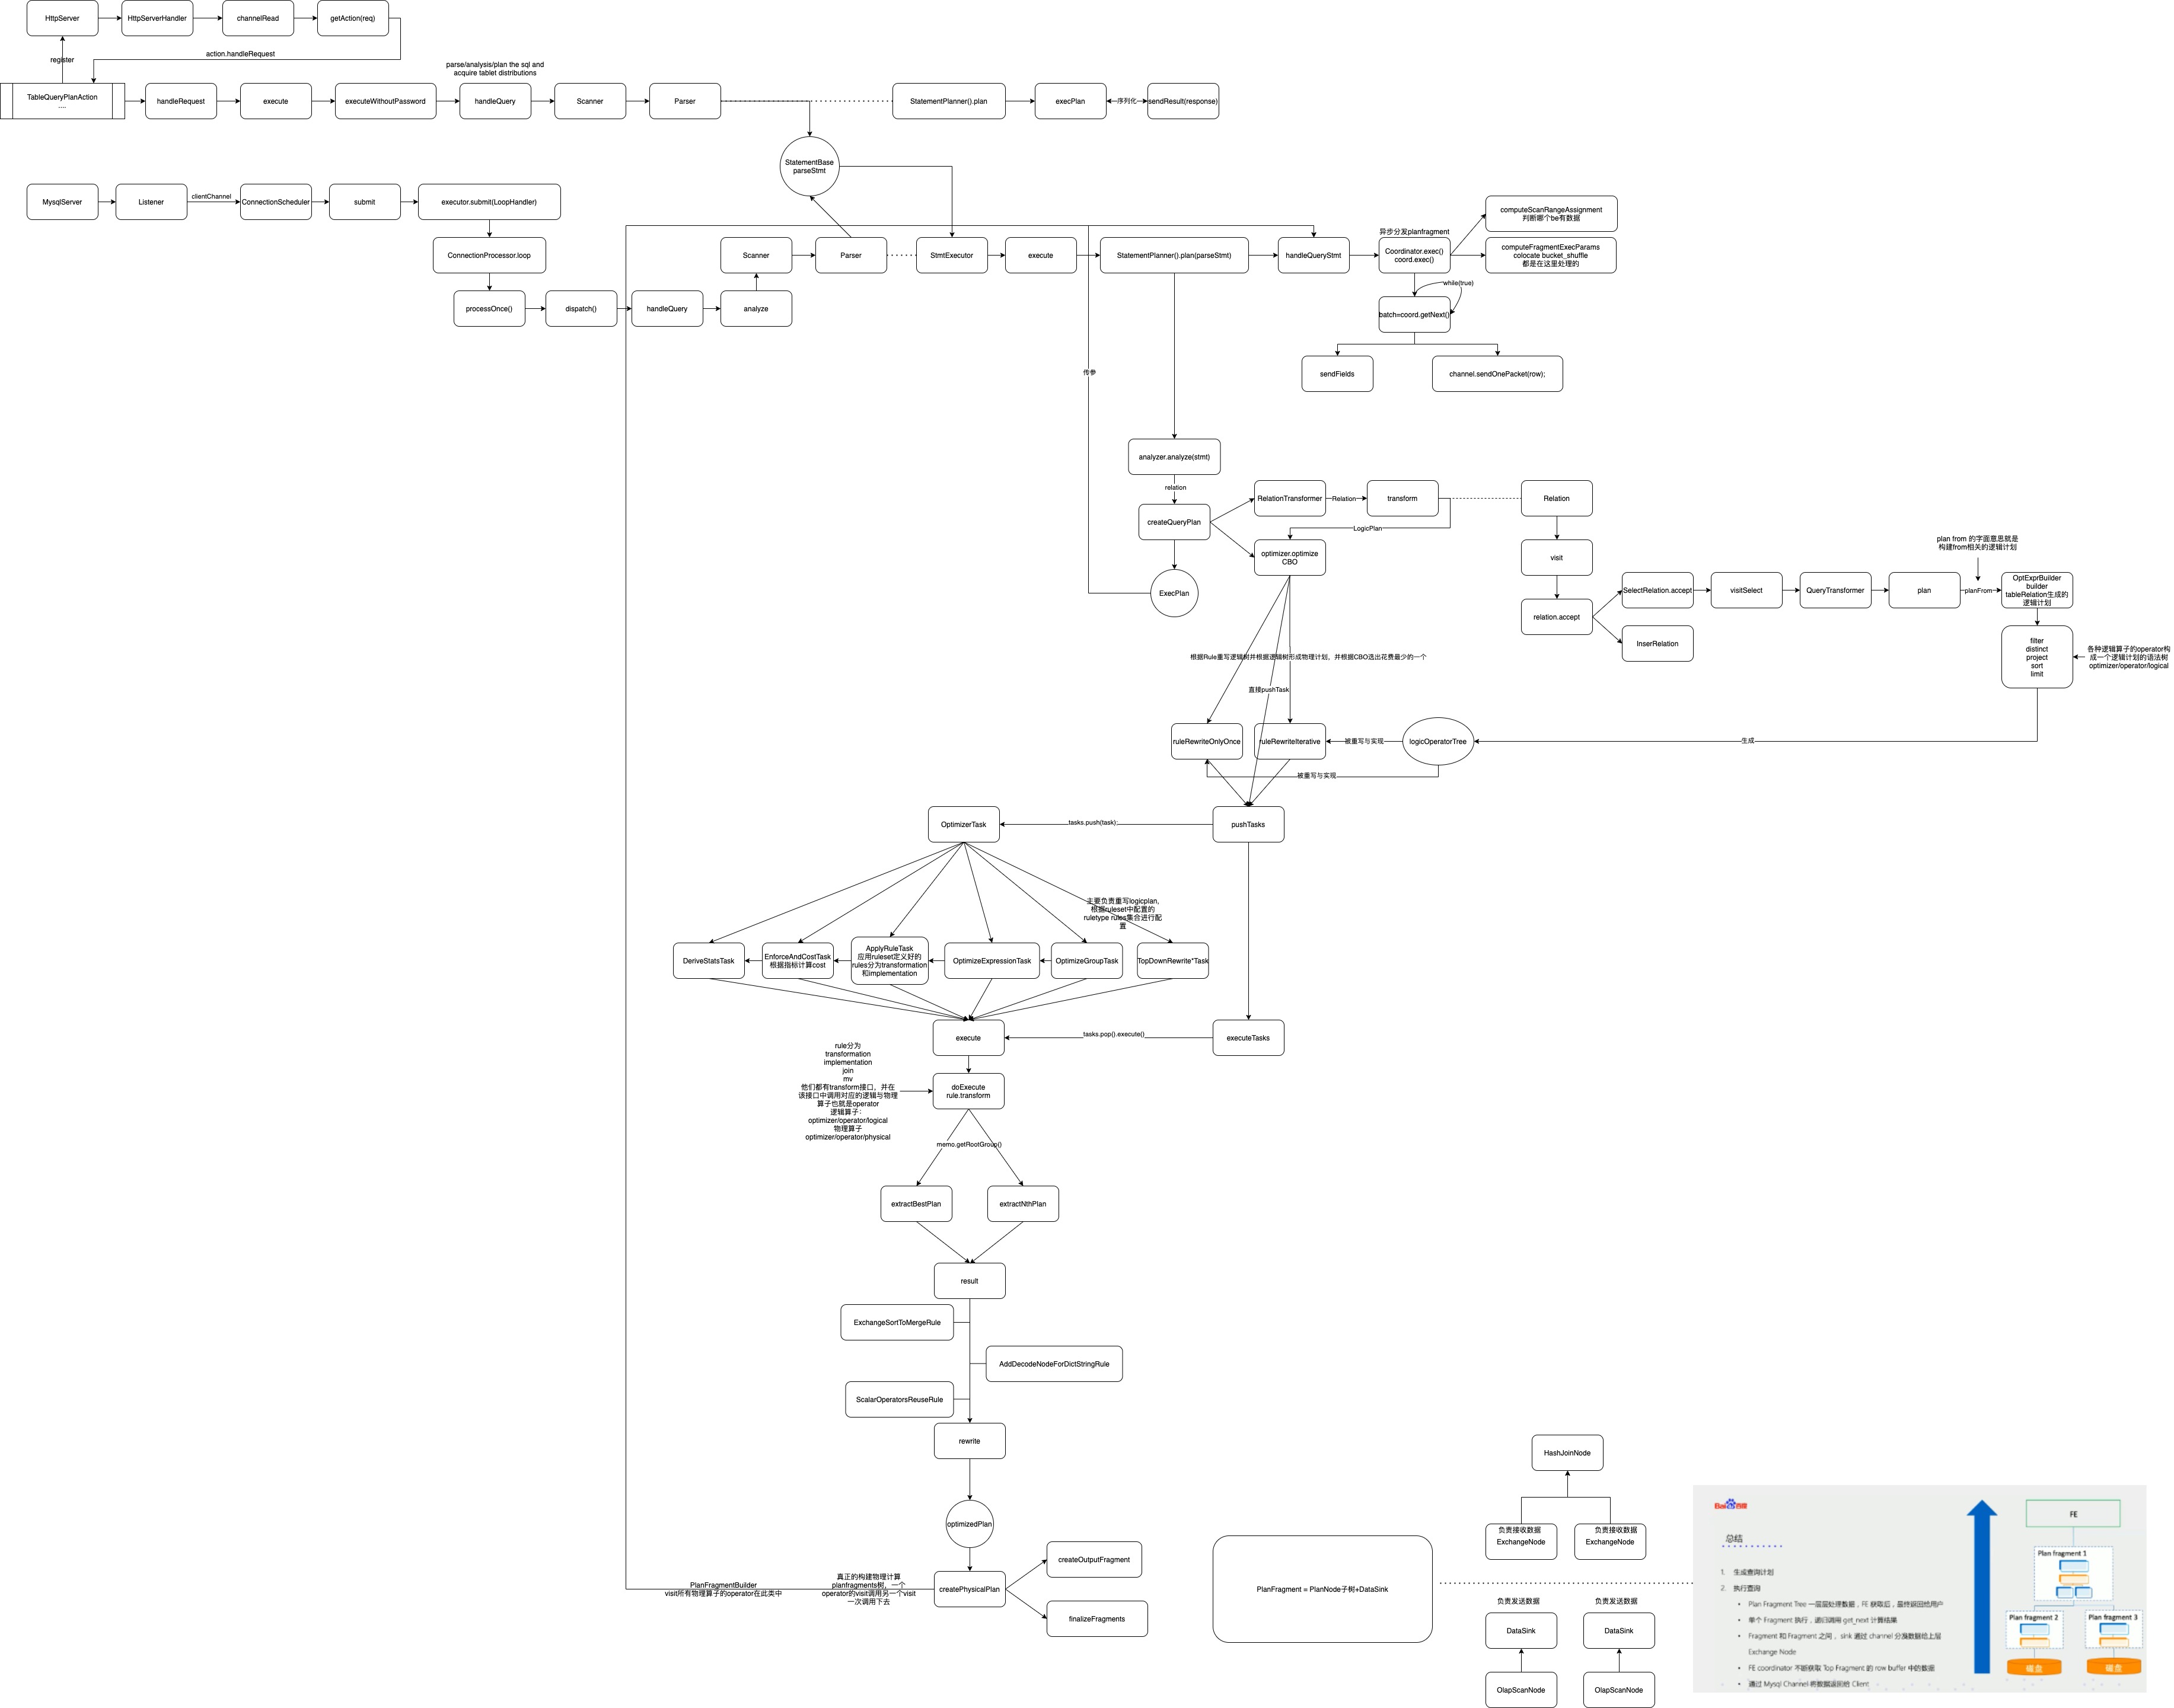 HttpServer
HttpServerHandler
channelRead
getAction(req)
action.handleRequest
register
parse/analysis/plan the sql and
acquire tablet distributions
TableQueryPlanAction
....
handleRequest
execute
executeWithoutPassword
handleQuery
Scanner
Parser
StatementPlanner().plan
execPlan
序列化
sendResult(response)
StatementBase
parseStmt
MysqlServer
Listener
clientChannel
ConnectionScheduler
submit
executor.submit(LoopHandler)
computeScanRangeAssignment
判断哪个be有数据
异步分发planfragment
ConnectionProcessor.loop
Scanner
Parser
StmtExecutor
execute
StatementPlanner().plan(parseStmt)
handleQueryStmt
Coordinator.exec()
coord.exec()
computeFragmentExecParams
colocate bucket_shuffle
都是在这里处理的
while(true)
processOnce()
dispatch()
handleQuery
analyze
batch=coord.getNext()
传参
sendFields
channel.sendOnePacket(row);
analyzer.analyze(stmt)
relation
RelationTransformer
Relation
transform
Relation
createQueryPlan
LogicPlan
optimizer.optimize
CBO
visit
plan from 的字面意思就是
构建from相关的逻辑计划
ExecPlan
SelectRelation.accept
visitSelect
QueryTransformer
plan
planFrom
OptExprBuilder
builder
tableRelation生成的
逻辑计划
relation.accept
InserRelation
filter
distinct
project
sort
limit
各种逻辑算子的operator构
成一个逻辑计划的语法树
optimizer/operator/logical
根据Rule重写逻辑树并根据逻辑树形成物理计划，并根据CBO选出花费最少的一个
直接pushTask
ruleRewriteOnlyOnce
ruleRewriteIterative
被重写与实现
logicOperatorTree
生成
被重写与实现
OptimizerTask
tasks.push(task);
pushTasks
主要负责重写logicplan,
根据ruleset中配置的
ruletype rules集合进行配
置
DeriveStatsTask
EnforceAndCostTask
根据指标计算cost
ApplyRuleTask
应用ruleset定义好的
rules分为transformation
和implementation
OptimizeExpressionTask
OptimizeGroupTask
TopDownRewrite*Task
execute
tasks.pop().execute()
executeTasks
rule分为
transformation
implementation
join
mv
他们都有transform接口，并在
该接口中调用对应的逻辑与物理
算子也就是operator
逻辑算子：
optimizer/operator/logical
物理算子
optimizer/operator/physical
doExecute
rule.transform
memo.getRootGroup()
extractBestPlan
extractNthPlan
result
ExchangeSortToMergeRule
AddDecodeNodeForDictStringRule
ScalarOperatorsReuseRule
rewrite
optimizedPlan
PlanFragmentBuilder
visit所有物理算子的operator在此类中
真正的构建物理计算
planfragments树，一个
operator的visit调用另一个visit
一次调用下去
createPhysicalPlan
createOutputFragment
finalizeFragments
PlanFragment = PlanNode子树+DataSink
HashJoinNode
负责接收数据
ExchangeNode
负责接收数据
ExchangeNode
负责发送数据
DataSink
OlapScanNode
负责发送数据
DataSink
OlapScanNode
Bai百度
总结
1. 生成查询计划
2. 执行查询
• Plan Fragment Tree 一层层处理数据，FE 获取后，最终返回给用户
• 单个 Fragment 执行，递归调用 get_next 计算结果
• Fragment 和 Fragment 之间，sink 通过 channel 分发数据给上层
Exchange Node
• FE coordinator 不断获取 Top Fragment 的 row buffer 中的数据
• 通过 Mysql Channel 将数据返回给 Client
FE
Plan fragment 1
Plan fragment 2
Plan fragment 3
磁盘
磁盘